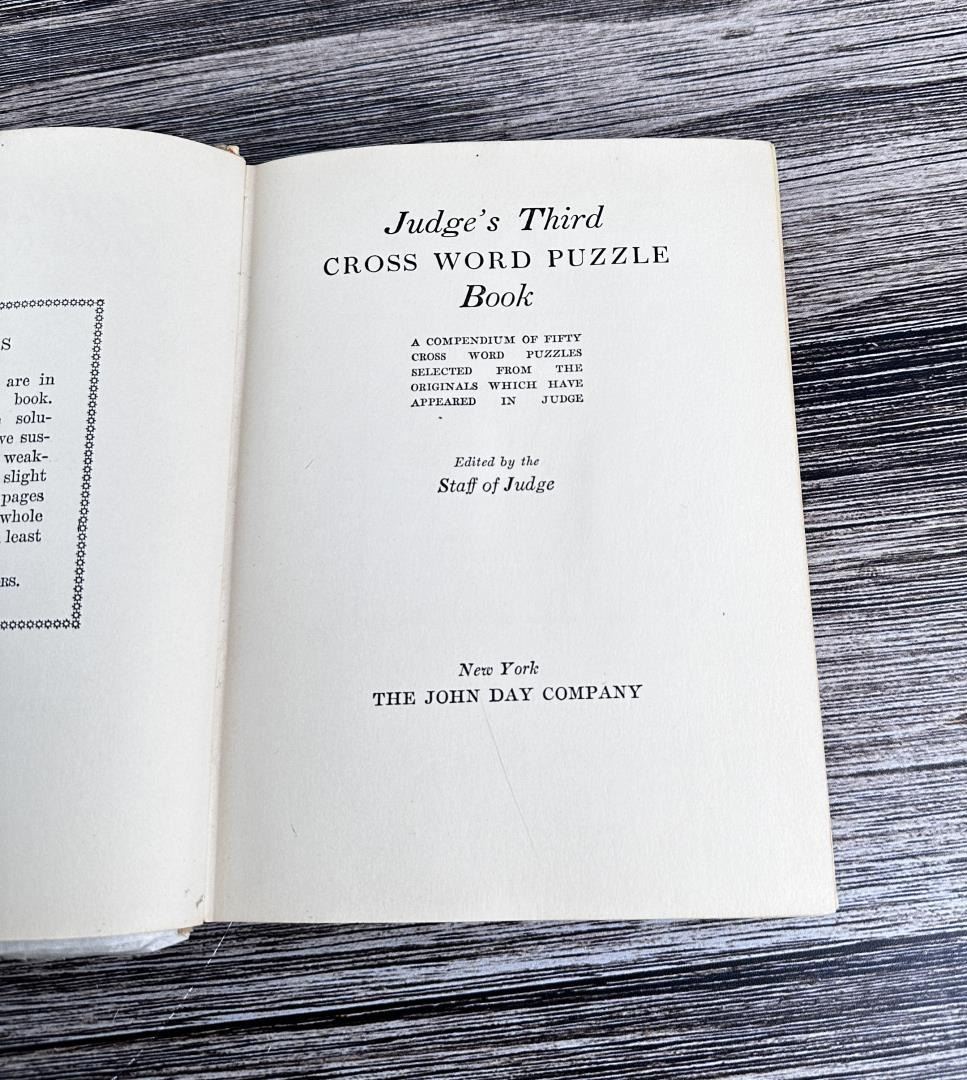 S
are in
book.
solu-
ve sus-
weak-
slight
pages
whole
least
RS.
Judge's Third
CROSS WORD PUZZLE
Book
A COMPENDIUM OF FIFTY
CROSS WORD PUZZLES
SELECTED FROM THE
ORIGINALS WHICH HAVE
APPEARED IN JUDGE
Edited by the
Staff of Judge
New York
THE JOHN DAY COMPANY